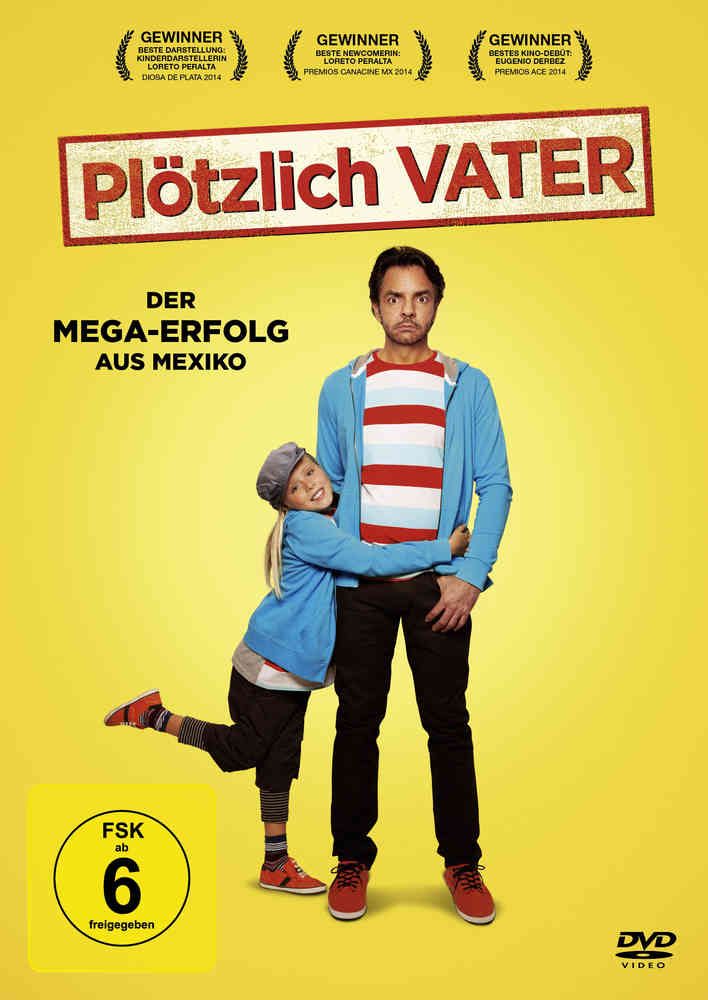 GEWINNER
BESTE DARSTELLUNG:
KINDERDARSTELLERIN
LORETO PERALTA
DIOSA DE PLATA 2014
GEWINNER
BESTE NEWCOMERIN:
LORETO PERALTA
PREMIOS CANACINE MX 2014
GEWINNER
BESTES KINO-DEBÜT:
EUGENIO DERBEZ
PREMIOS ACE 2014
Plötzlich VATER
DER
MEGA-ERFOLG
AUS MEXIKO
FSK
ab
6
freigegeben
DVD
VIDEO